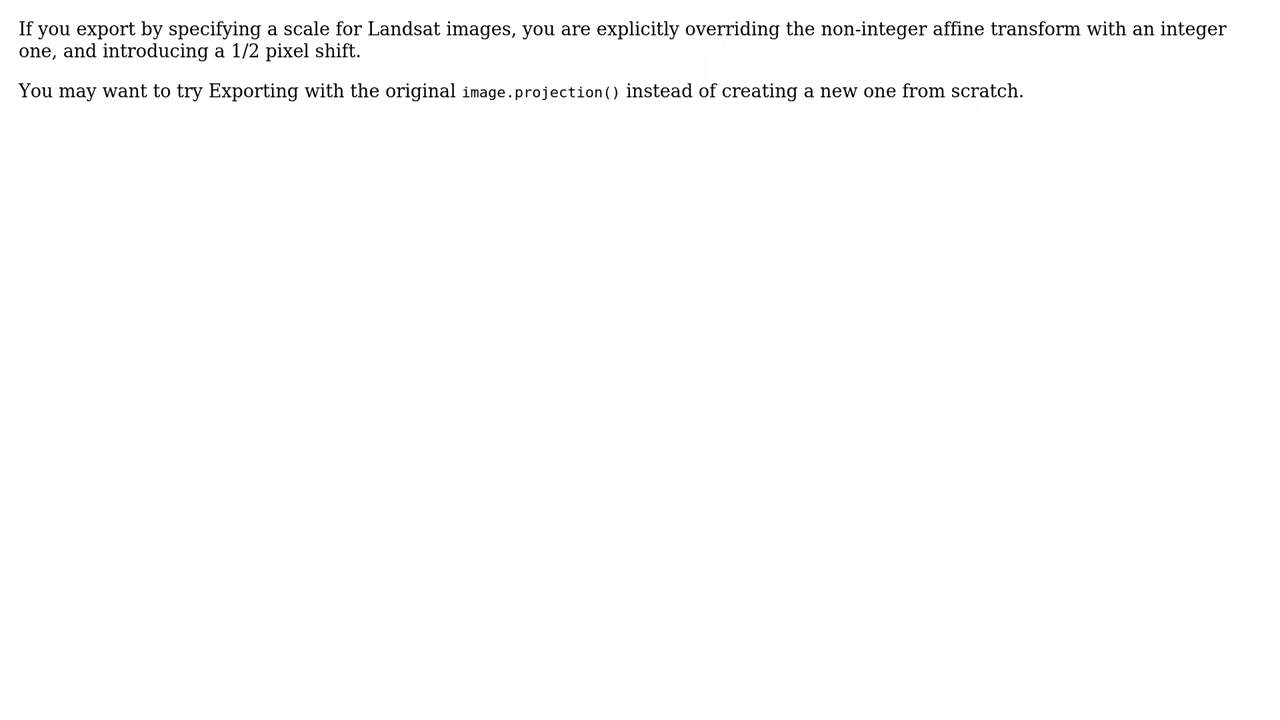 If you export by specifying a scale for Landsat images, you are explicitly overriding the non-integer affine transform with an integer
one, and introducing a 1/2 pixel shift.
You may want to try Exporting with the original image.projection() instead of creating a new one from scratch.